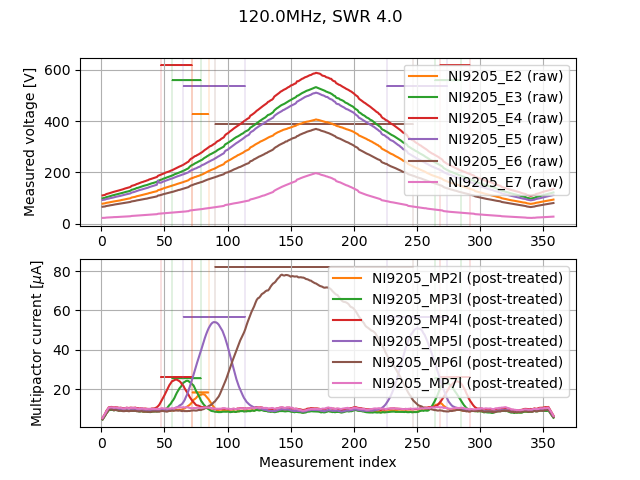 120.0MHz, SWR 4.0
Measured voltage [V]
600
400
200
0
NI9205_E2 (raw)
NI9205_E3 (raw)
NI9205_E4 (raw)
NI9205_E5 (raw)
NI9205_E6 (raw)
NI9205_E7 (raw)
0 50 100 150 200 250 300 350
Multipactor current [μA]
80
60
40
20
NI9205_MP2l (post-treated)
NI9205_MP3l (post-treated)
NI9205_MP4l (post-treated)
NI9205_MP5l (post-treated)
NI9205_MP6l (post-treated)
NI9205_MP7l (post-treated)
0 50 100 150 200 250 300 350
Measurement index